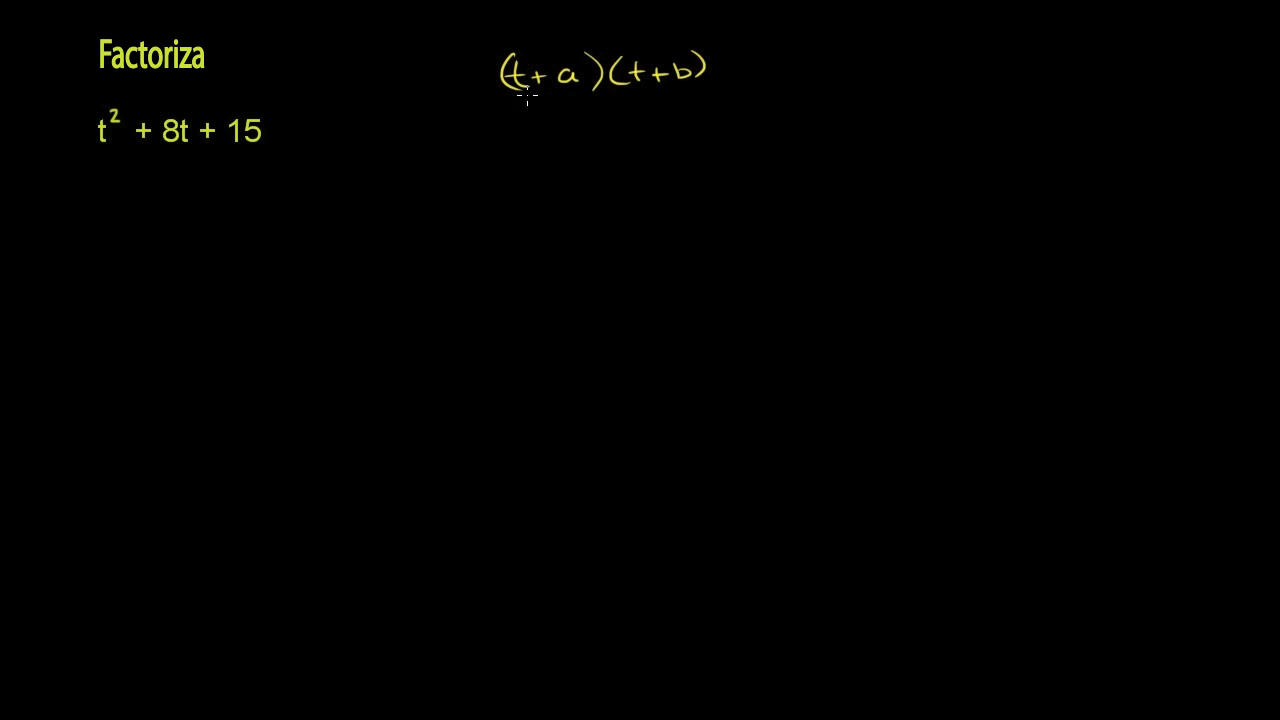 Factoriza
(t+a)(t+b)
t² + 8t + 15